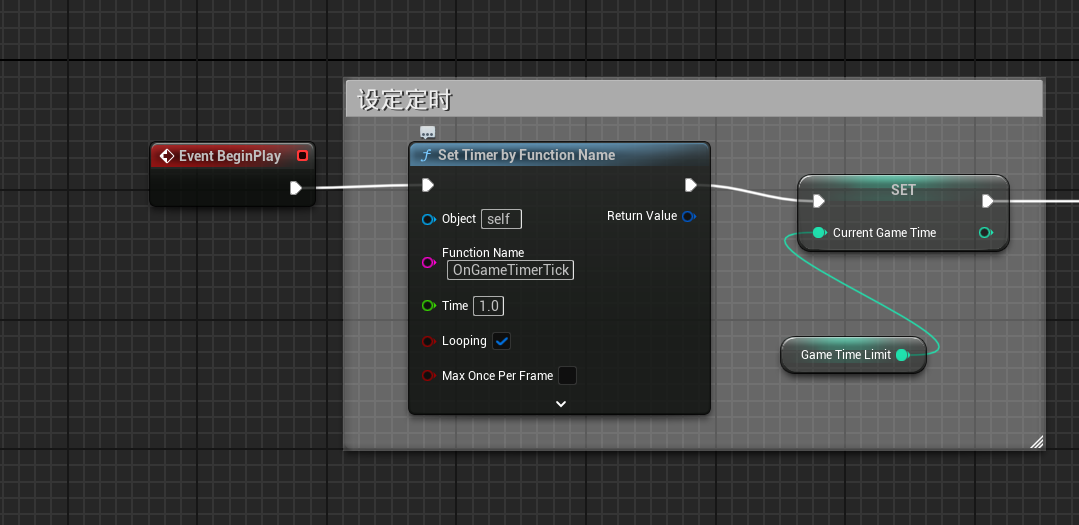 设定定时
Event BeginPlay
Set Timer by Function Name
SET
Object self
Return Value
Current Game Time
Function Name
OnGameTimerTick
Time 1.0
Looping
Game Time Limit
Max Once Per Frame